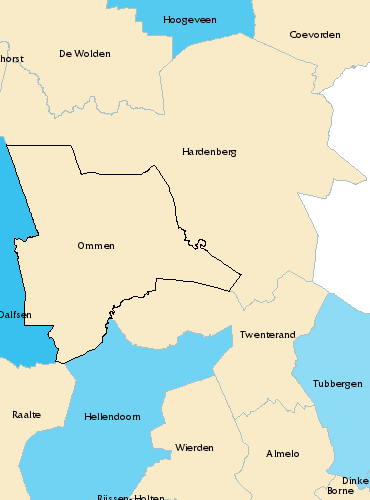 Hoogeveen
Coevorden
De Wolden
horst
Hardenberg
Ommen
Dalfsen
Twenterand
Tubbergen
Raalte
Hellendoorn
Wierden
Almelo
Dinke
Borne
Rijssen-Holten